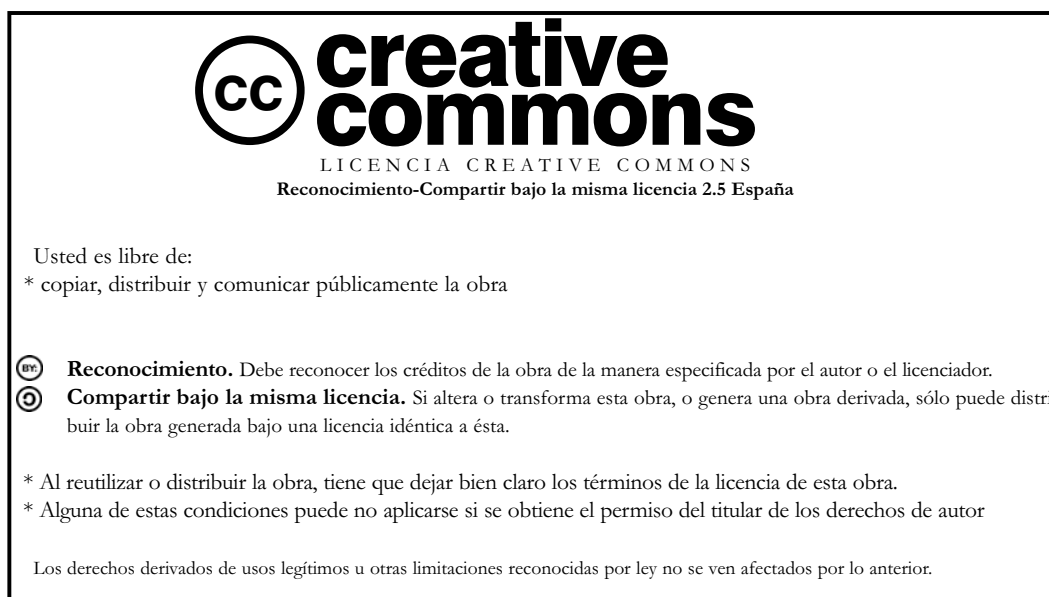 cc creative
commons
LICENCIA CREATIVE COMMONS
Reconocimiento-Compartir bajo la misma licencia 2.5 España
Usted es libre de:
* copiar, distribuir y comunicar públicamente la obra
BY: Reconocimiento. Debe reconocer los créditos de la obra de la manera especificada por el autor o el licenciador.
Compartir bajo la misma licencia. Si altera o transforma esta obra, o genera una obra derivada, sólo puede distri
buir la obra generada bajo una licencia idéntica a ésta.
* Al reutilizar o distribuir la obra, tiene que dejar bien claro los términos de la licencia de esta obra.
* Alguna de estas condiciones puede no aplicarse si se obtiene el permiso del titular de los derechos de autor
Los derechos derivados de usos legítimos u otras limitaciones reconocidas por ley no se ven afectados por lo anterior.